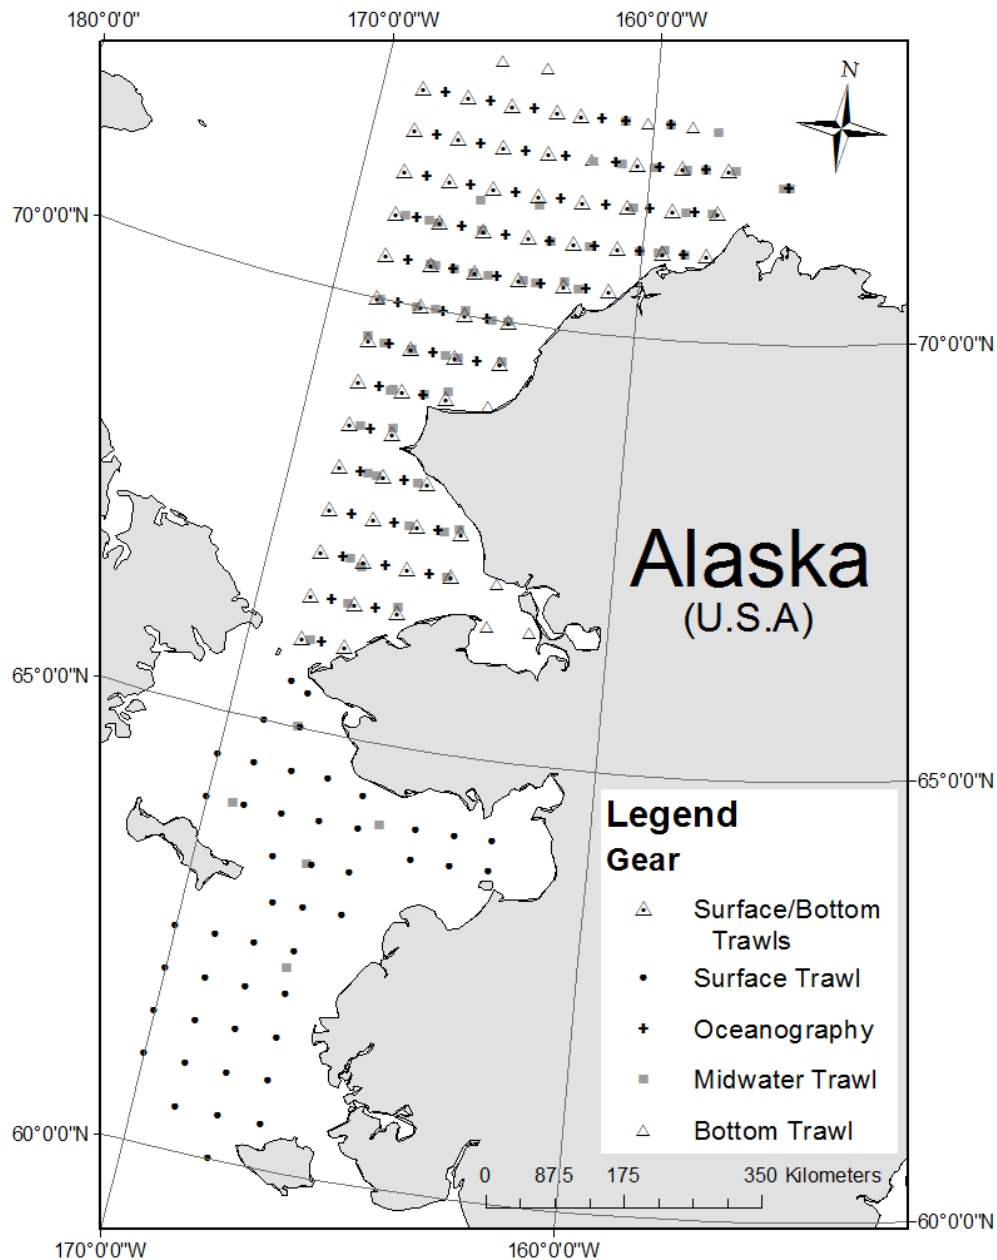 180°0'0"W 170°0'0"W 160°0'0"W
N
70°0'0"N
70°0'0"N
Alaska
(U.S.A)
65°0'0"N
65°0'0"N
Legend
Gear
Surface/Bottom
Trawls
Surface Trawl
Oceanography
Midwater Trawl
Bottom Trawl
60°0'0"N
0 87.5 175 350 Kilometers
60°0'0"N
170°0'0"W 160°0'0"W